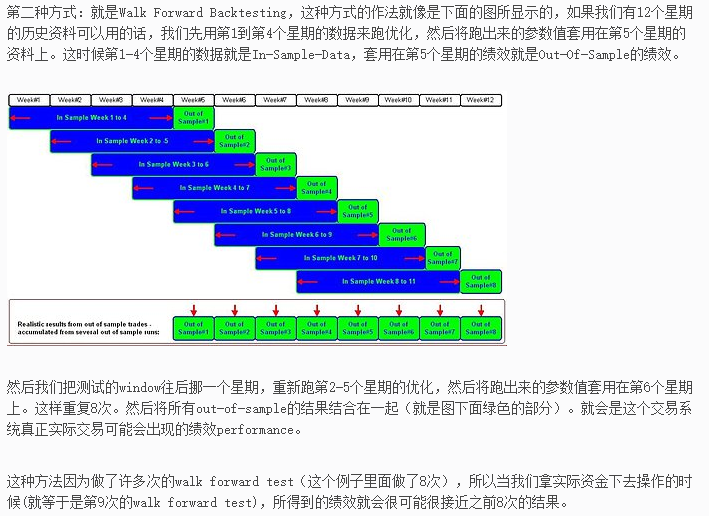 第二种方式：就是Walk Forward Backtesting，这种方式的作法就像是下面的图所显示的，如果我们有12个星期
的历史资料可以用的话，我们先用第1到第4个星期的数据来跑优化，然后将跑出来的参数值套用在第5个星期的
资料上。这时候第1-4个星期的数据就是In-Sample-Data，套用在第5个星期的绩效就是Out-Of-Sample的绩效。
Week#1 Week#2 Week#3 Week#4 Week#5 Week#6 Week#7 Week#8 Week#9 Week#10 Week#11 Week#12
In Sample Week 1 to 4
Out of
Sample#1
In Sample Week 2 to -5
Out of
Sample#2
In Sample Week 3 to 6
Out of
Sample#3
In Sample Week 4 to 7
Out of
Sample#4
In Sample Week 5 to 8
Out of
Sample#5
In Sample Week 6 to 9
Out of
Sample#6
In Sample Week 7 to 10
Out of
Sample#7
In Sample Week 8 to 11
Out of
Sample#8
Realistic results from out of sample trades -
accumulated from several out of sample runs:
Out of
Sample#1
Out of
Sample#2
Out of
Sample#3
Out of
Sample#4
Out of
Sample#5
Out of
Sample#6
Out of
Sample#7
Out of
Sample#8
然后我们把测试的window往后挪一个星期，重新跑第2-5个星期的优化，然后将跑出来的参数值套用在第6个星期
上。这样重复8次。然后将所有out-of-sample的结果结合在一起（就是图下面绿色的部分）。就会是这个交易系
统真正实际交易可能会出现的绩效performance。
这种方法因为做了许多次的walk forward test（这个例子里面做了8次），所以当我们拿实际资金下去操作的时
候(就等于是第9次的walk forward test)，所得到的绩效就会很可能很接近之前8次的结果。